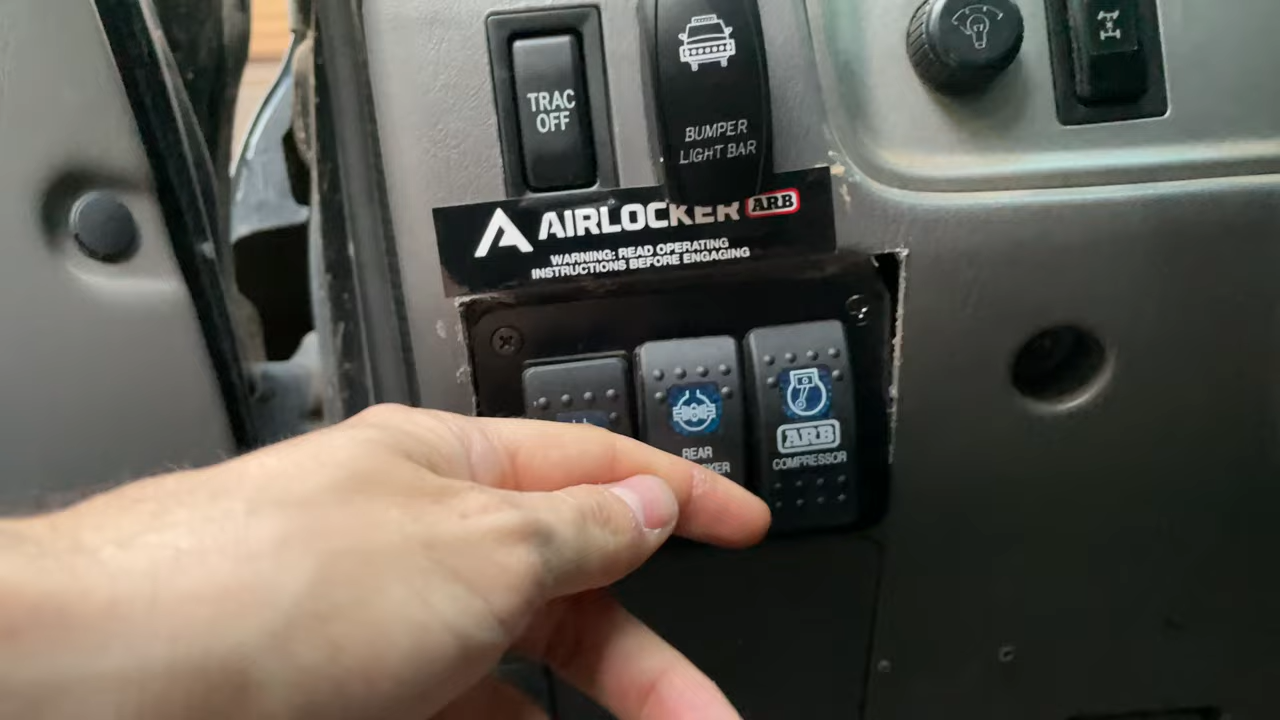 TRAC
OFF
BUMPER
LIGHT BAR
AIRLOCKER ARB
WARNING: READ OPERATING
INSTRUCTIONS BEFORE ENGAGING
REAR
ARB
COMPRESSOR